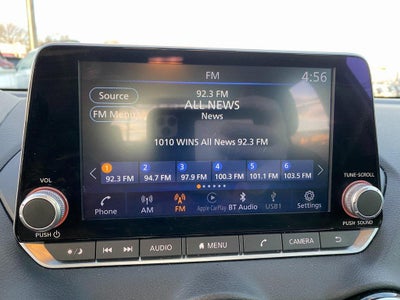 FM
4:56
Source
92.3 FM
ALL NEWS
FM Menu
News
1010 WINS All News 92.3 FM
1 2 3 4 5 6
92.3 FM 94.7 FM 97.9 FM 100.3 FM 101.1 FM 103.5 FM
Phone AM FM Apple CarPlay BT Audio USB1 Settings
VOL
TUNE·SCROLL
PUSH
PUSH SOUND
AUDIO MENU CAMERA